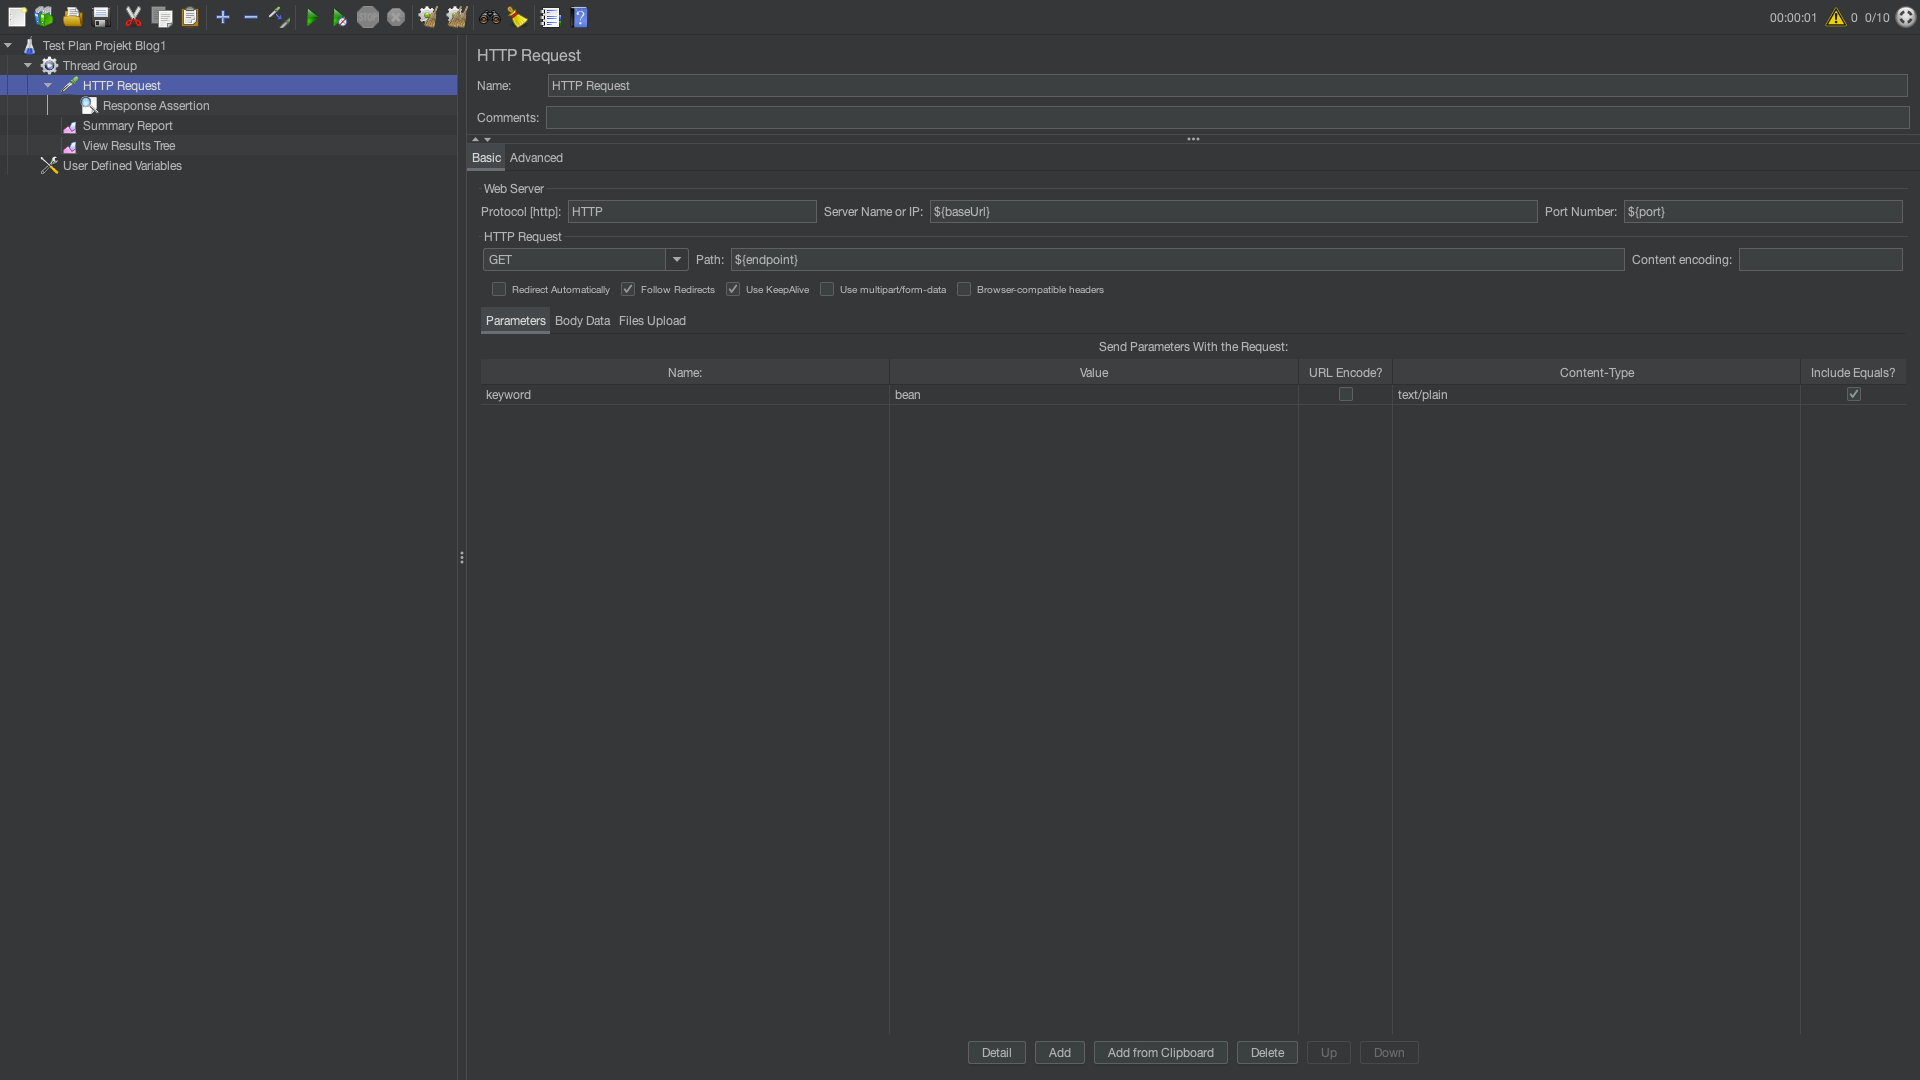 STOP
?
00:00:01 0 0/10
Test Plan Projekt Blog1
Thread Group
HTTP Request
Response Assertion
Summary Report
View Results Tree
User Defined Variables
HTTP Request
Name: HTTP Request
Comments:
Basic Advanced
Web Server
Protocol [http]: HTTP Server Name or IP: ${baseUrl} Port Number: ${port}
HTTP Request
GET Path: ${endpoint} Content encoding:
Redirect Automatically Follow Redirects Use KeepAlive Use multipart/form-data Browser-compatible headers
Parameters Body Data Files Upload
Send Parameters With the Request:
Name: Value URL Encode? Content-Type Include Equals?
keyword bean text/plain
Detail Add Add from Clipboard Delete Up Down